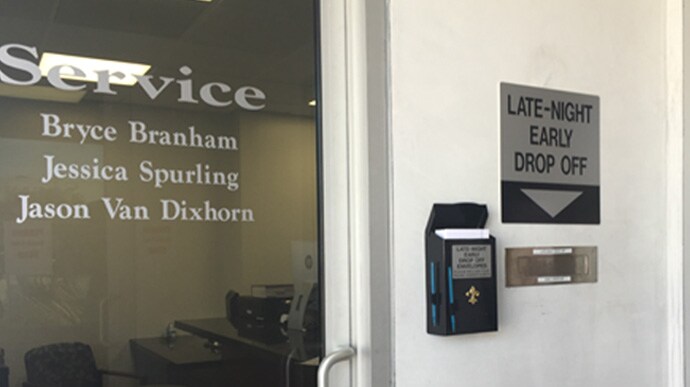 Service
Bryce Branham
Jessica Spurling
Jason Van Dixhorn
LATE-NIGHT
EARLY
DROP OFF
LATE-NIGHT
EARLY
DROP OFF
ENVELOPES